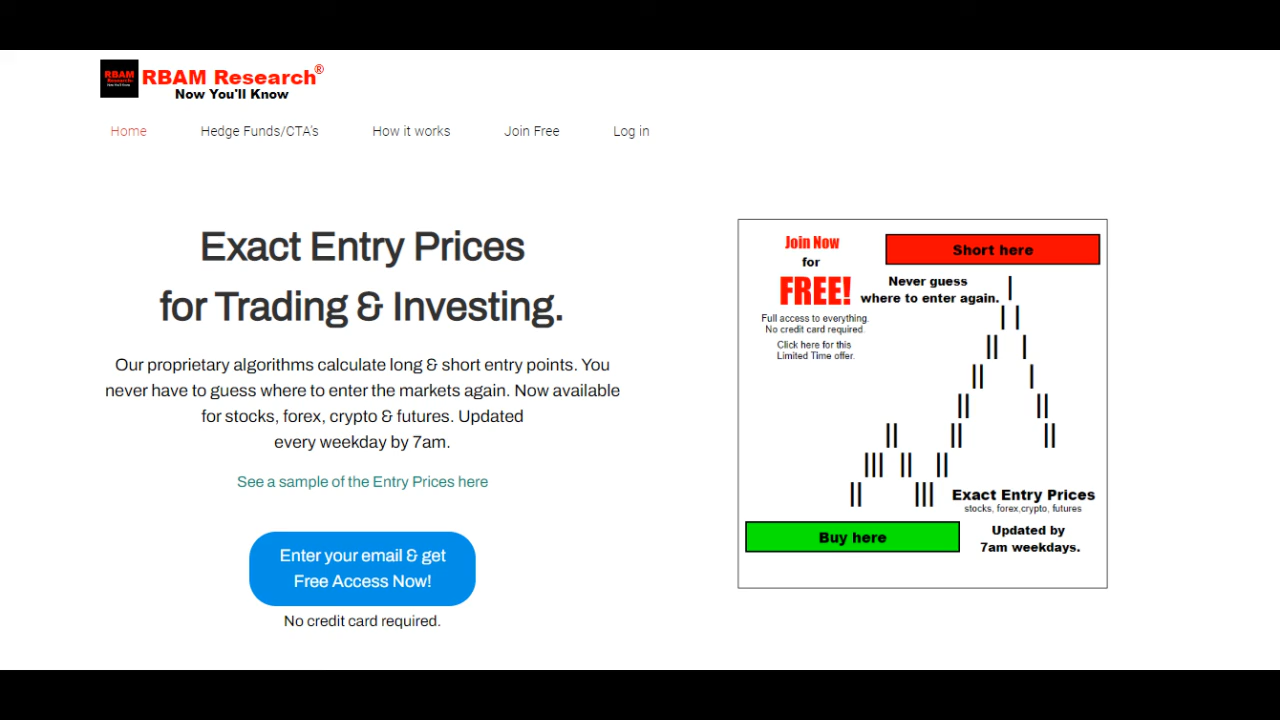 RBAM
Research
RBAM Research®
Now You'll Know
Home
Hedge Funds/CTA's
How it works
Join Free
Log in
Exact Entry Prices
for Trading & Investing.
Our proprietary algorithms calculate long & short entry points. You
never have to guess where to enter the markets again. Now available
for stocks, forex, crypto & futures. Updated
every weekday by 7am.
See a sample of the Entry Prices here
Enter your email & get
Free Access Now!
No credit card required.
Join Now
for
FREE!
Full access to everything.
No credit card required.
Click here for this
Limited Time offer.
Short here
Never guess
where to enter again.
Exact Entry Prices
stocks, forex,crypto, futures
Buy here
Updated by
7am weekdays.